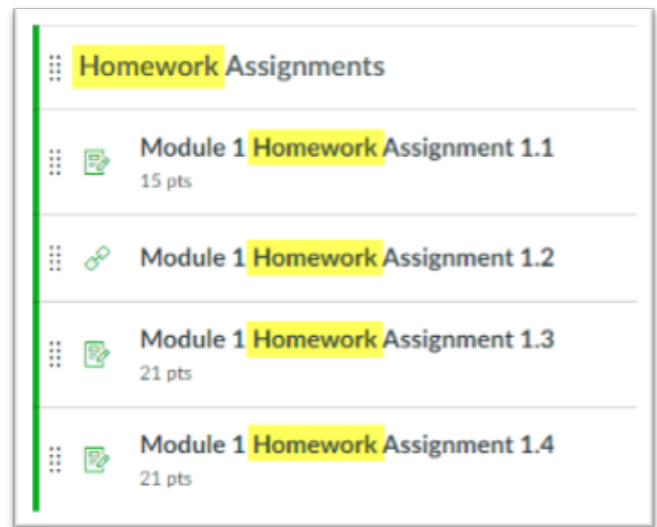 Homework Assignments
Module 1 Homework Assignment 1.1
15 pts
Module 1 Homework Assignment 1.2
Module 1 Homework Assignment 1.3
21 pts
Module 1 Homework Assignment 1.4
21 pts